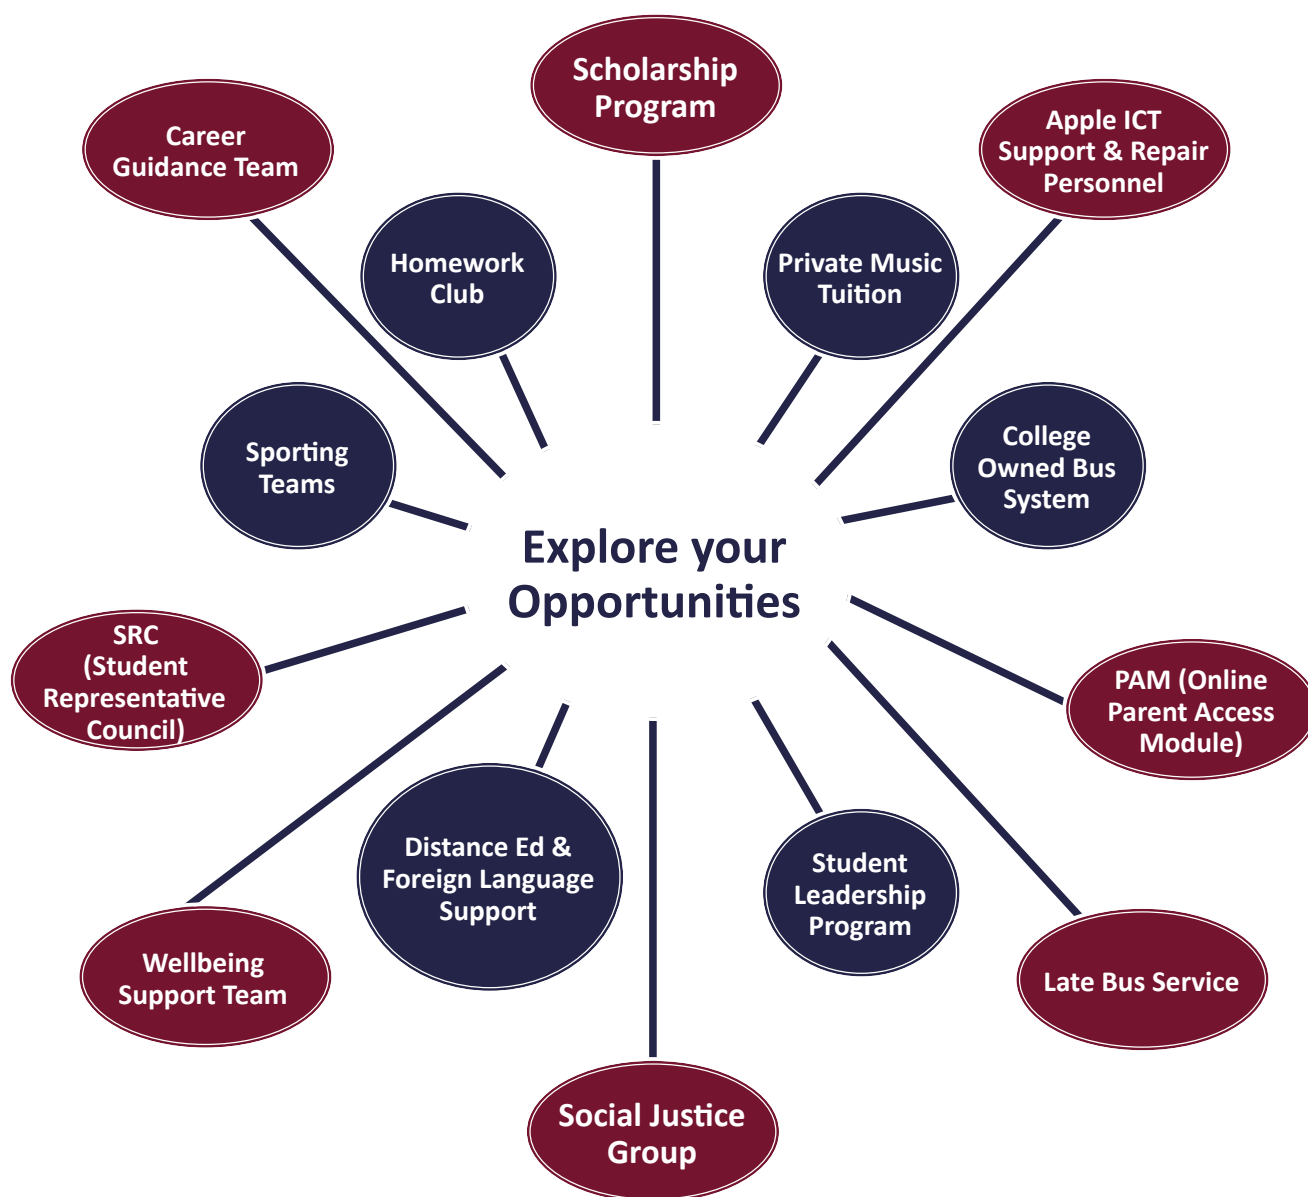 Scholarship
Program
Career
Guidance Team
Apple ICT
Support & Repair
Personnel
Homework
Club
Private Music
Tuition
Sporting
Teams
College
Owned Bus
System
Explore your
Opportunities
SRC
(Student
Representative
Council)
PAM (Online
Parent Access
Module)
Distance Ed &
Foreign Language
Support
Student
Leadership
Program
Wellbeing
Support Team
Late Bus Service
Social Justice
Group